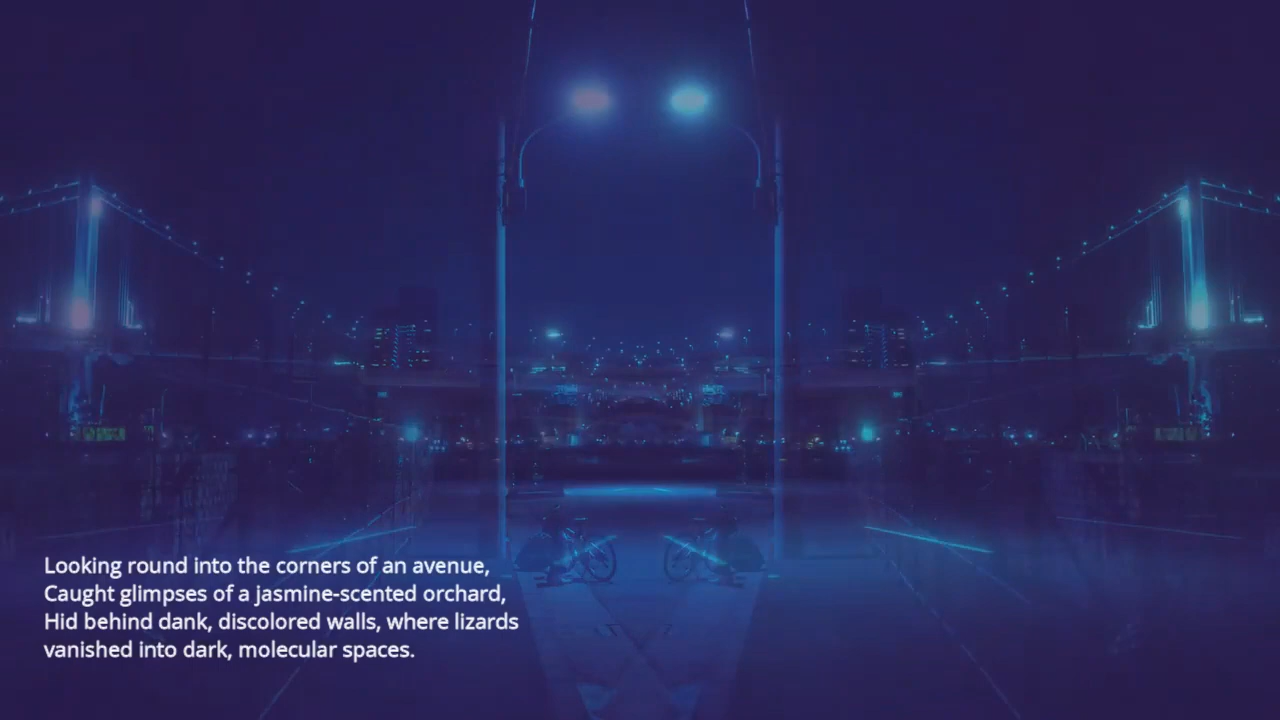 Looking round into the corners of an avenue,
Caught glimpses of a jasmine-scented orchard,
Hid behind dank, discolored walls, where lizards
vanished into dark, molecular spaces.